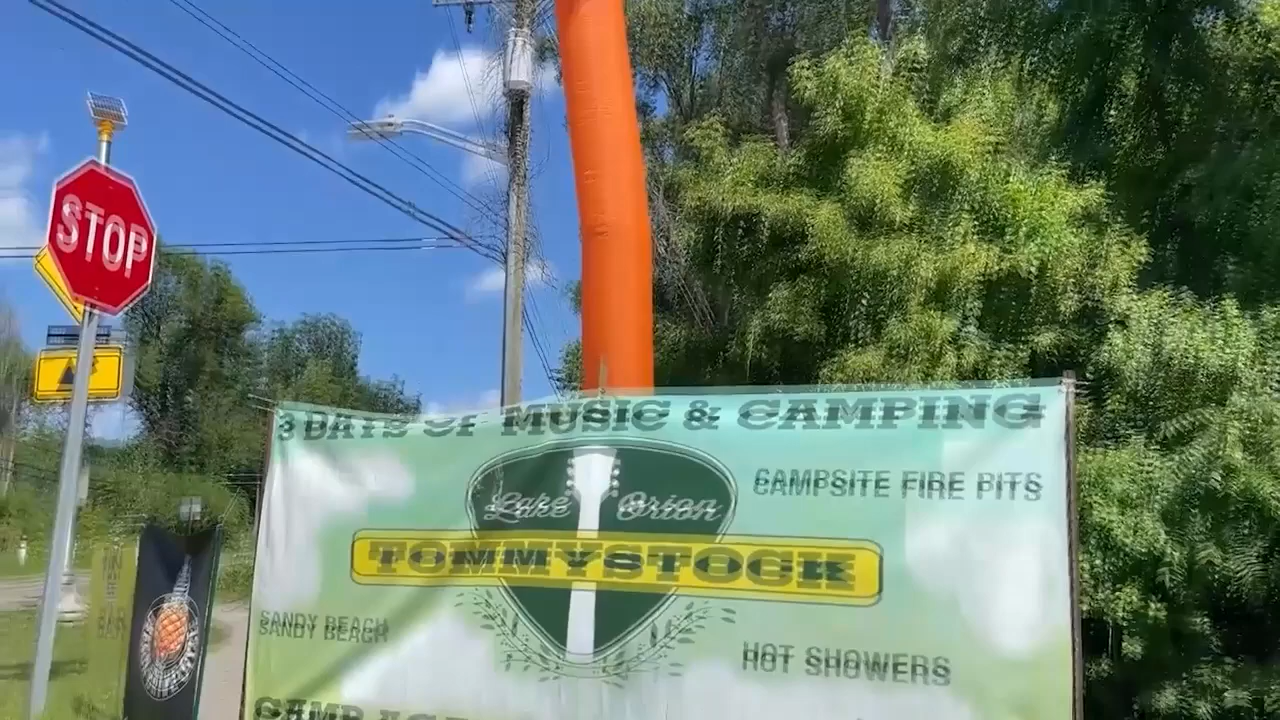 STOP
3 DAYS OF MUSIC & CAMPING
CAMPSITE FIRE PITS
Lake Orion
TOMMYSTOCK
SANDY BEACH
HOT SHOWERS